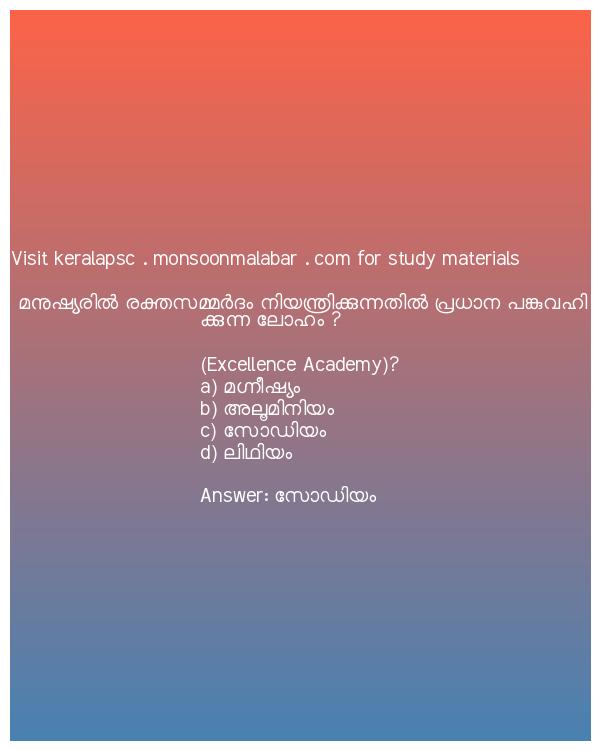 Visit keralapsc . monsoonmalabar . com for study materials
മനുഷ്യരിൽ രക്തസമ്മർദം നിയന്ത്രിക്കുന്നതിൽ പ്രധാന പങ്കുവഹി
ക്കുന്ന ലോഹം ?
(Excellence Academy)?
a) മഗ്നീഷ്യം
b) അലൂമിനിയം
c) സോഡിയം
d) ലിഥിയം
Answer: സോഡിയം